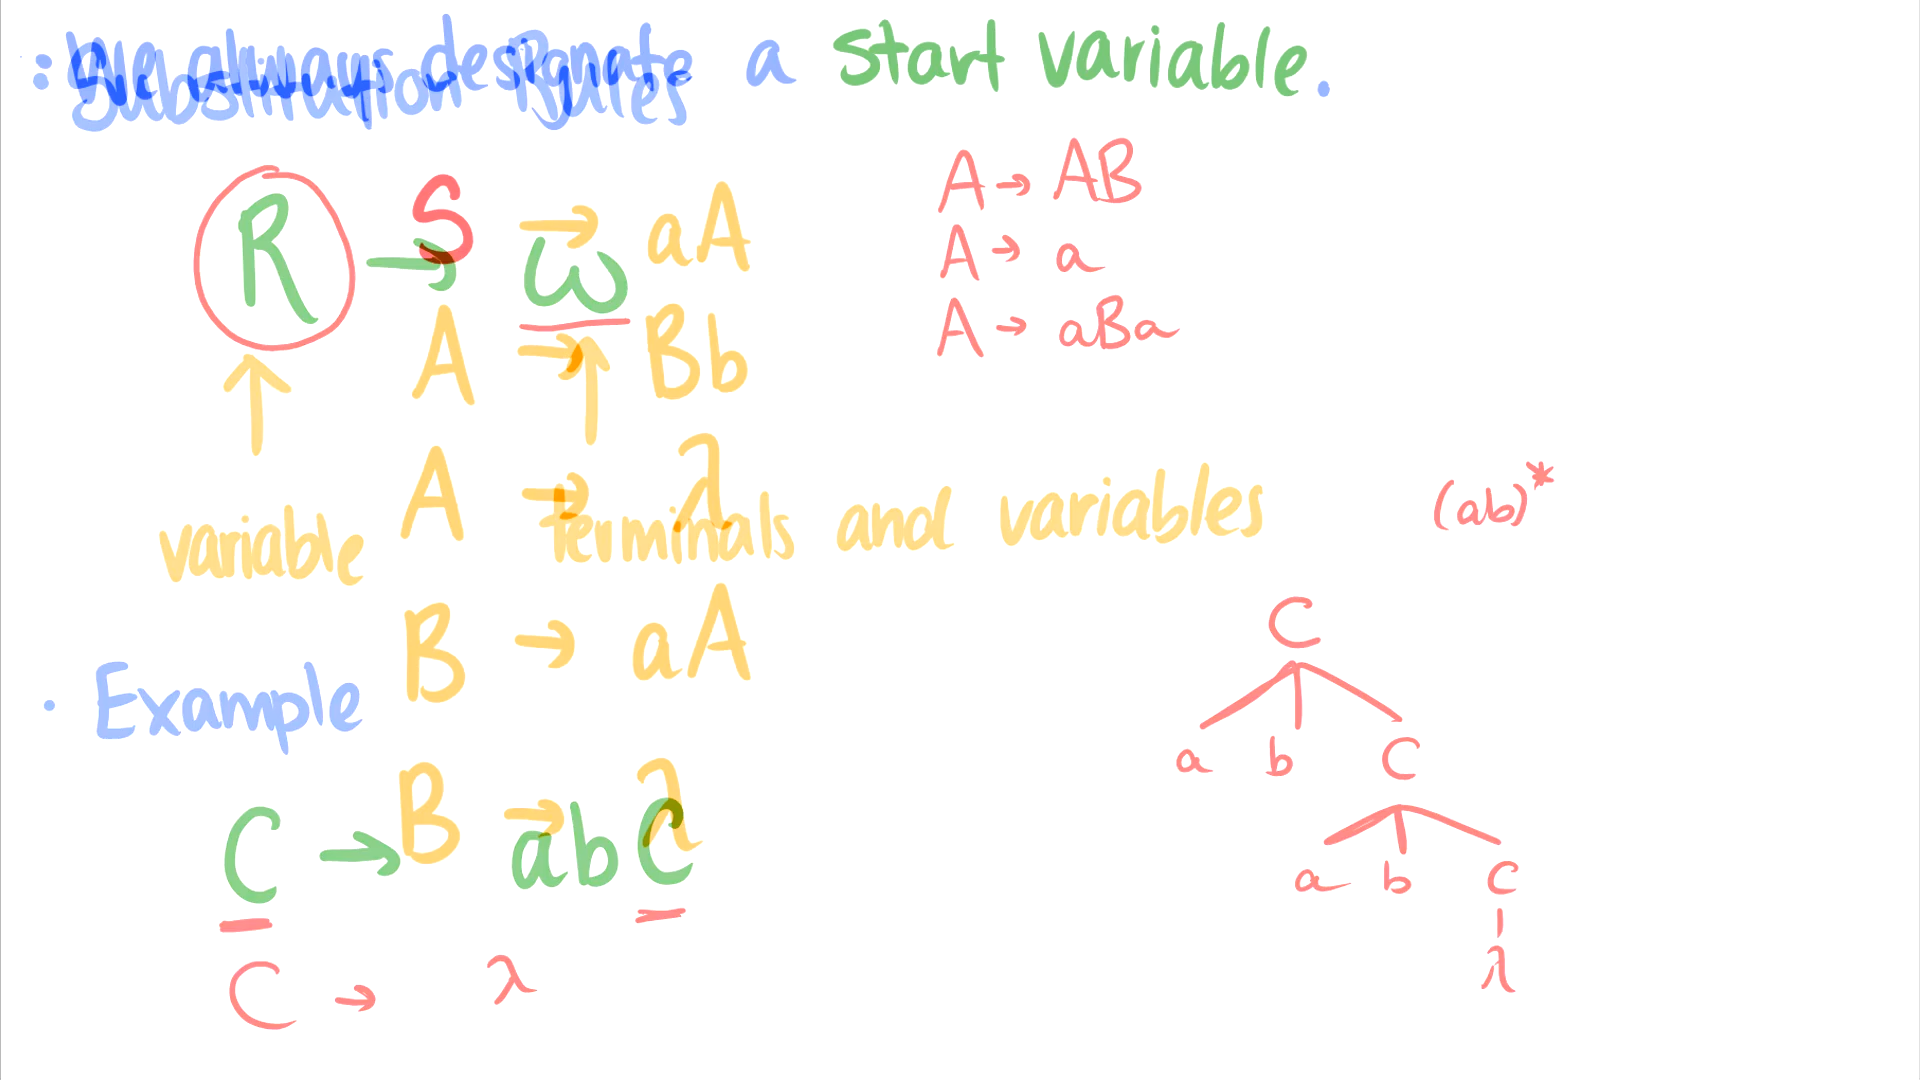 : We always designate a start variable.
Substitution Rules
R → ω
S → aA
A → Bb
A → λ
B → aA
B → λ
A → AB
A → a
A → aBa
variable
terminals and variables
(ab)*
· Example
C → abC
C → λ
C
a b C
a b C
λ